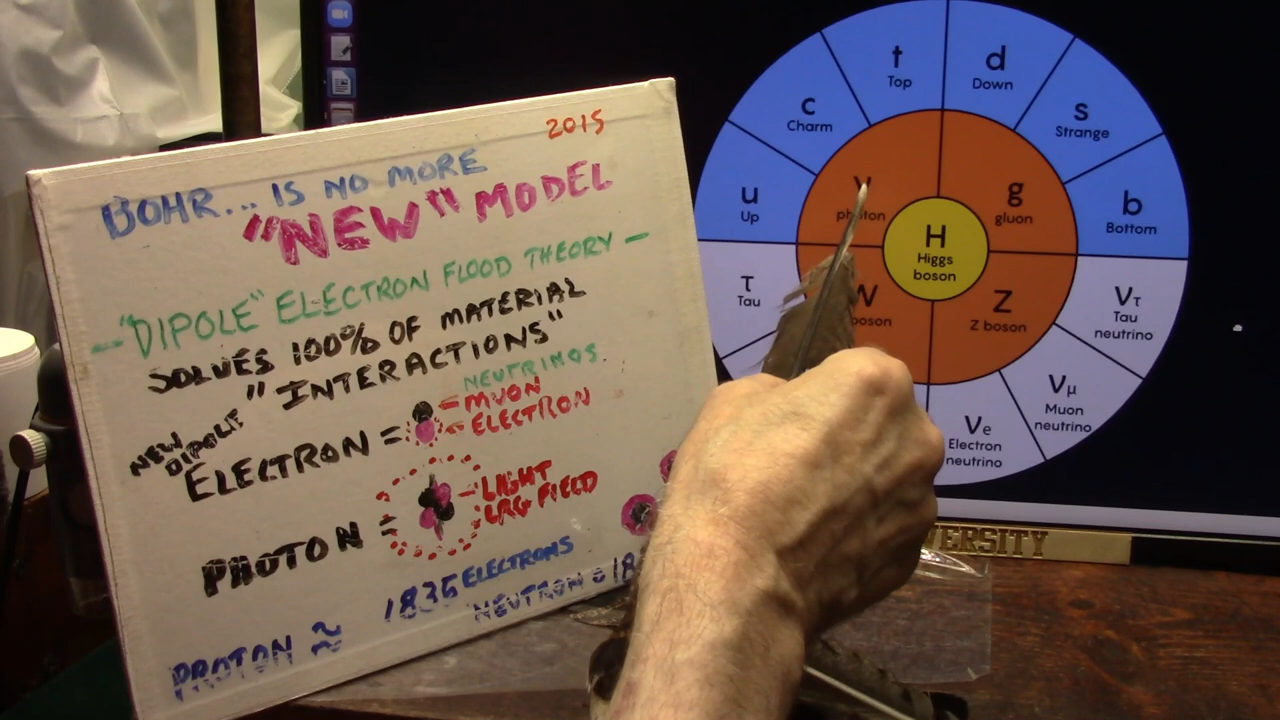 2015
BOHR... IS NO MORE
"NEW" MODEL
- "DIPOLE" ELECTRON FLOOD THEORY -
SOLVES 100% OF MATERIAL
"INTERACTIONS"
NEUTRINOS
MUON
ELECTRON
NEW
DIPOLE
ELECTRON =
PROTON =
LIGHT
LAG FIELD
PROTON ≈ 1835 ELECTRONS
NEUTRON
t
Top
d
Down
c
Charm
s
Strange
u
Up
photon
g
gluon
b
Bottom
H
Higgs
boson
τ
Tau
boson
Z
Z boson
ντ
Tau
neutrino
νμ
Muon
neutrino
νe
Electron
neutrino
VERSITY